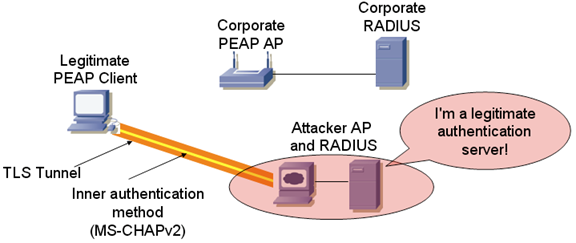 Corporate
PEAP AP
Corporate
RADIUS
Legitimate
PEAP Client
Attacker AP
and RADIUS
I'm a legitimate
authentication
server!
TLS Tunnel
Inner authentication
method
(MS-CHAPv2)